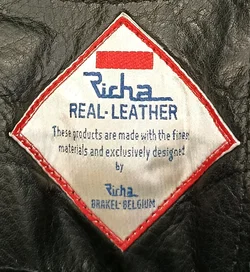 Richa
REAL-LEATHER
These products are made with the finest
materials and exclusively designed
by
Richa
BRAKEL-BELGIUM